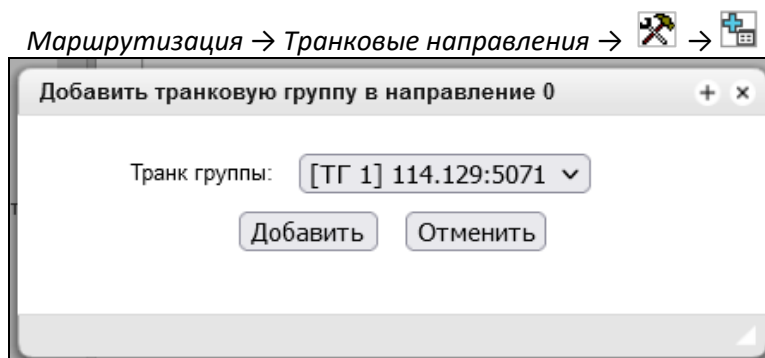 Маршрутизация → Транковые направления → →
Добавить транковую группу в направление 0
Транк группы: [ТГ 1] 114.129:5071
Добавить Отменить